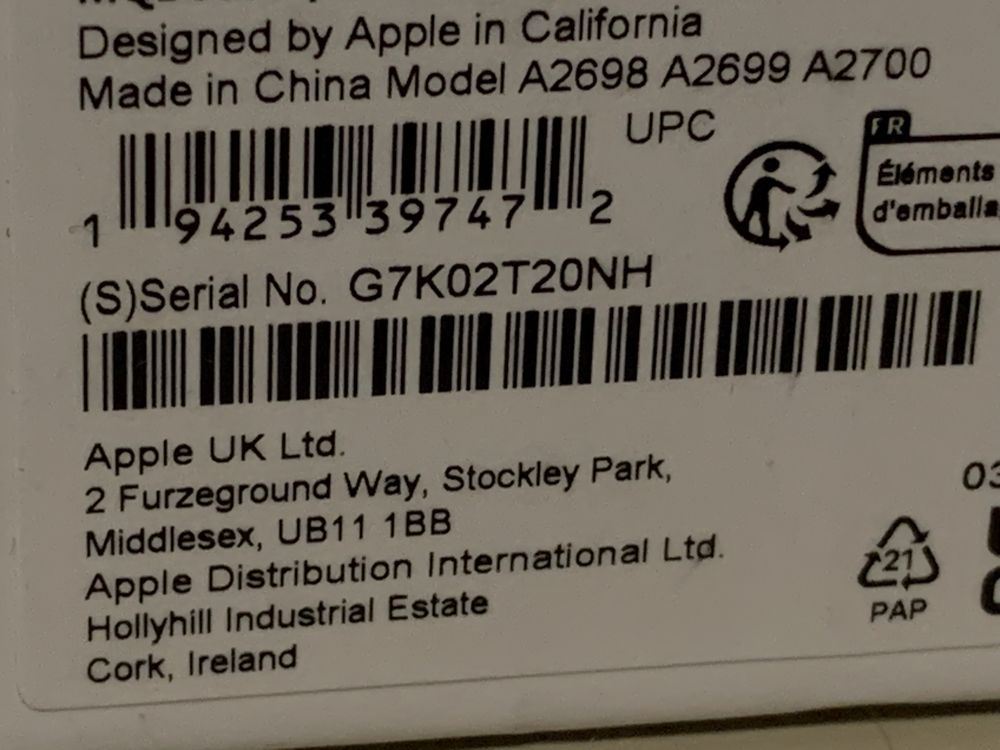 Designed by Apple in California
Made in China Model A2698 A2699 A2700
UPC
FR
Éléments
d'emballa
1 94253 39747 2
(S)Serial No. G7K02T20NH
Apple UK Ltd.
2 Furzeground Way, Stockley Park,
Middlesex, UB11 1BB
Apple Distribution International Ltd.
Hollyhill Industrial Estate
Cork, Ireland
03
21
PAP